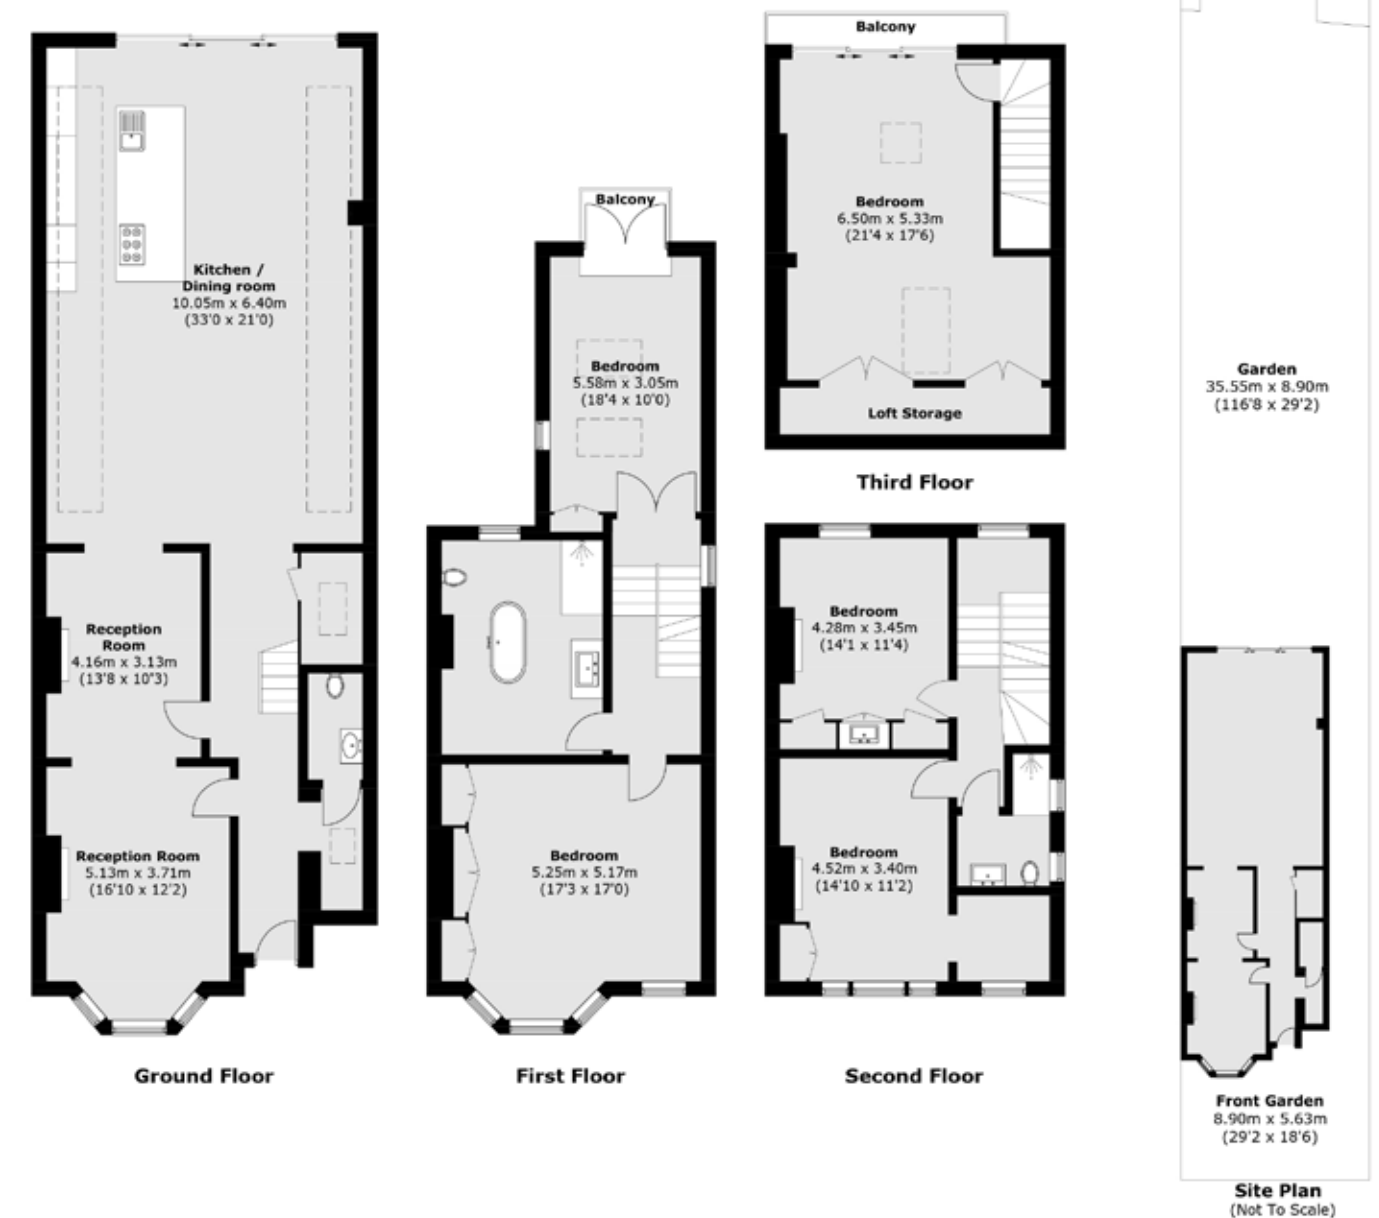 Kitchen /
Dining room
10.05m x 6.40m
(33'0 x 21'0)
Reception
Room
4.16m x 3.13m
(13'8 x 10'3)
Reception Room
5.13m x 3.71m
(16'10 x 12'2)
Ground Floor
Balcony
Bedroom
5.58m x 3.05m
(18'4 x 10'0)
Bedroom
5.25m x 5.17m
(17'3 x 17'0)
First Floor
Balcony
Bedroom
6.50m x 5.33m
(21'4 x 17'6)
Loft Storage
Third Floor
Bedroom
4.28m x 3.45m
(14'1 x 11'4)
Bedroom
4.52m x 3.40m
(14'10 x 11'2)
Second Floor
Garden
35.55m x 8.90m
(116'8 x 29'2)
Front Garden
8.90m x 5.63m
(29'2 x 18'6)
Site Plan
(Not To Scale)